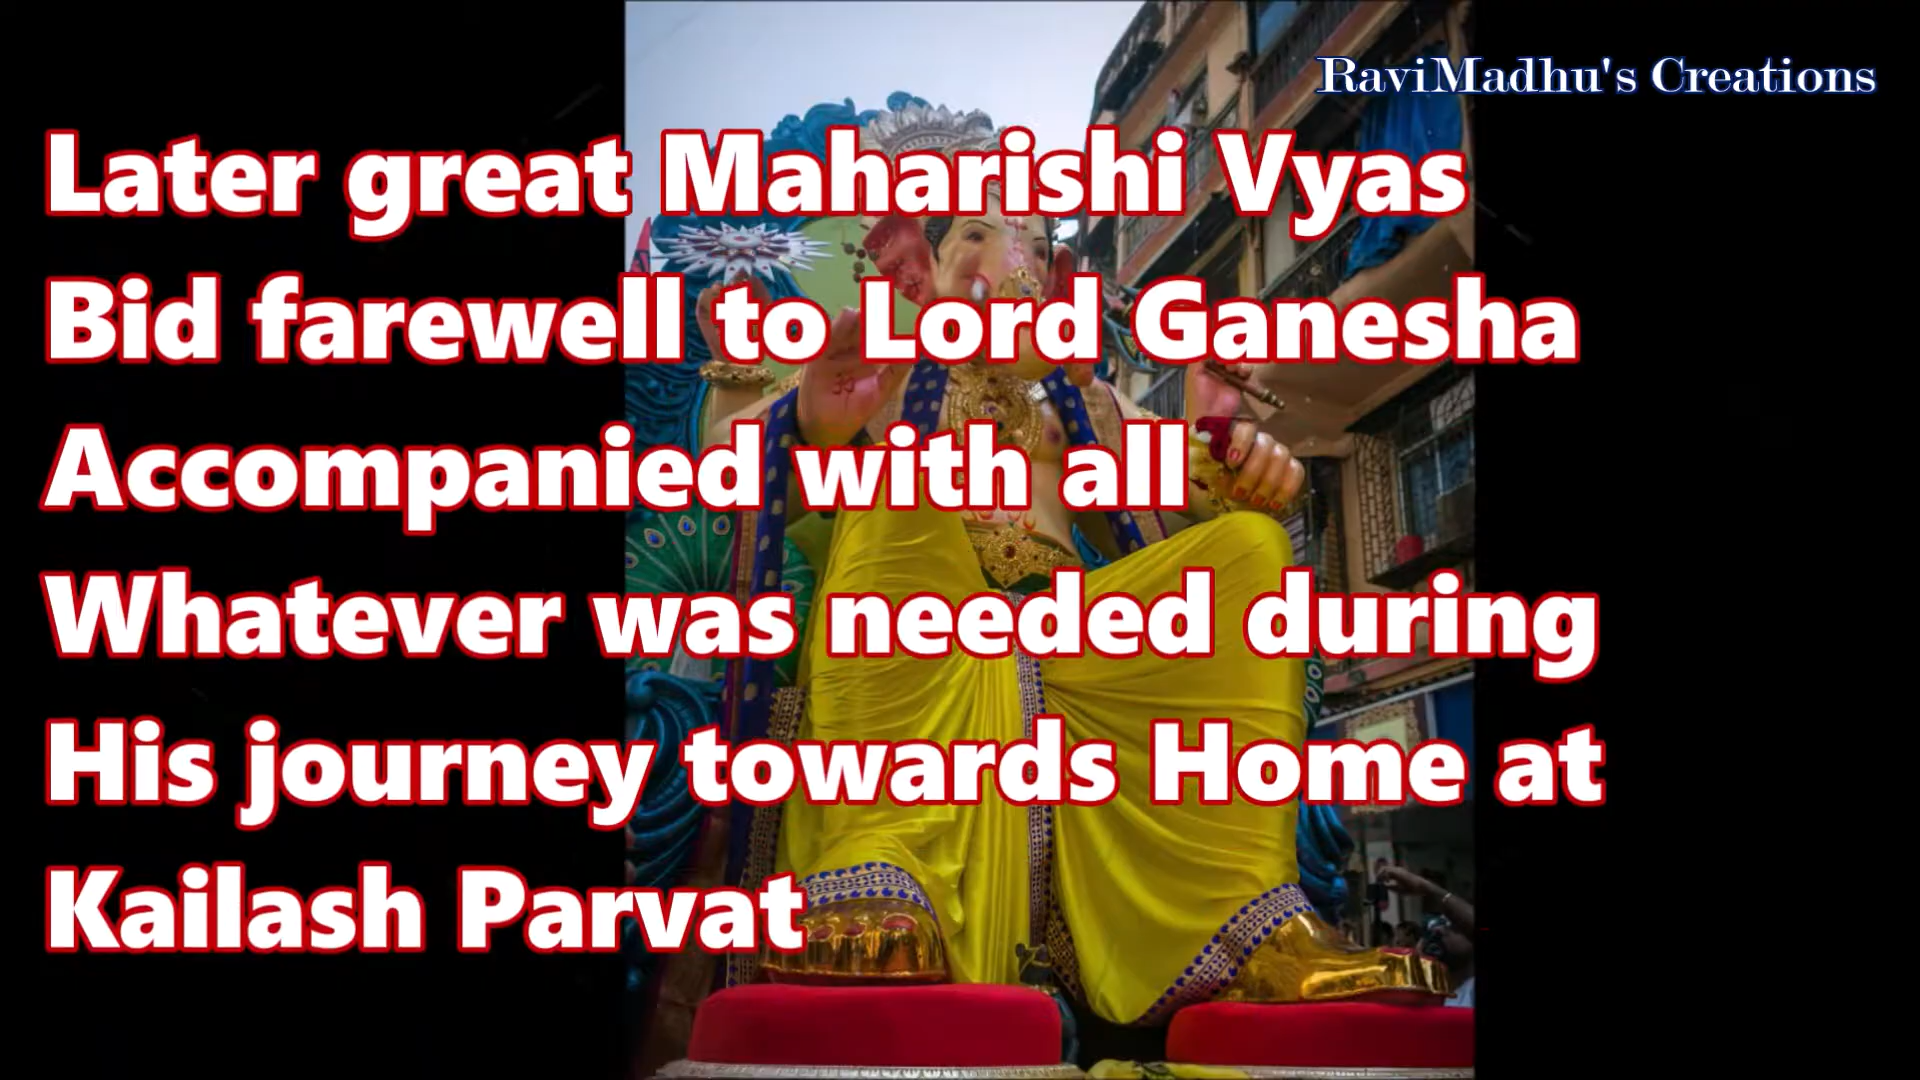 RaviMadhu's Creations
Later great Maharishi Vyas
Bid farewell to Lord Ganesha
Accompanied with all
Whatever was needed during
His journey towards Home at
Kailash Parvat